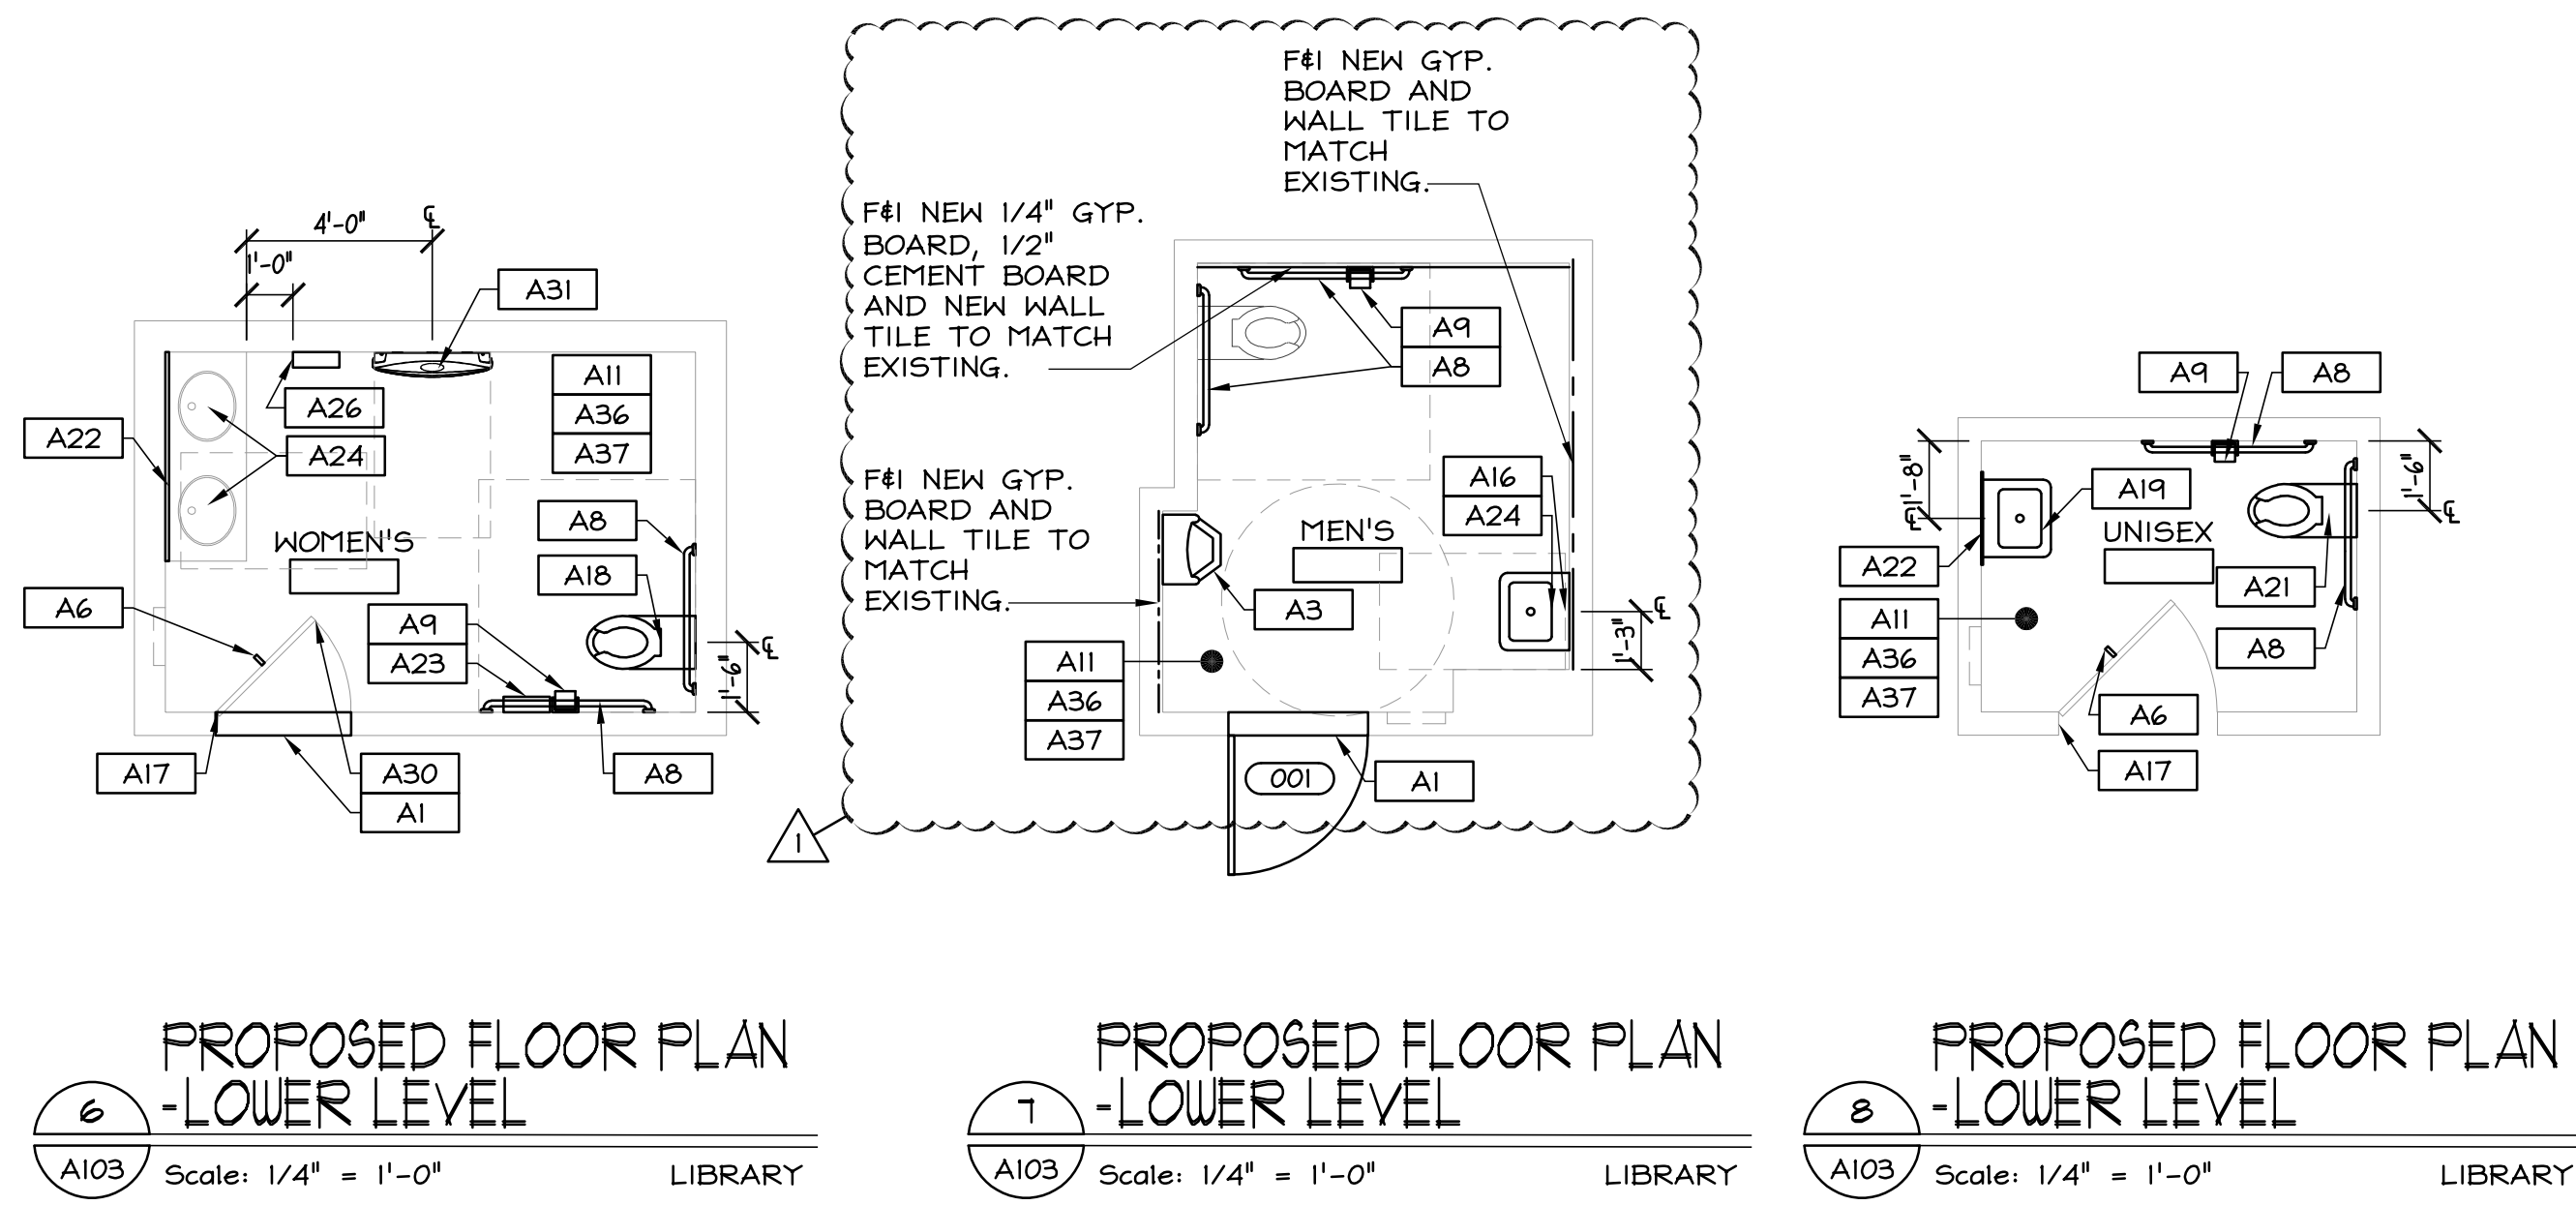 4'-0"
℄
1'-0"
A31
A11
A36
A37
A26
A22
A24
A8
WOMEN'S
A18
A6
A9
A23
℄
1'-6"
A17
A30
A1
A8
F&I NEW GYP.
BOARD AND
WALL TILE TO
MATCH
EXISTING.
F&I NEW 1/4" GYP.
BOARD, 1/2"
CEMENT BOARD
AND NEW WALL
TILE TO MATCH
EXISTING.
A9
A8
F&I NEW GYP.
BOARD AND
WALL TILE TO
MATCH
EXISTING.
A16
A24
MEN'S
A3
℄
1'-3"
A11
A36
A37
001
A1
1
A9
A8
1'-8"
℄
1'-6"
℄
A19
UNISEX
A22
A21
A11
A36
A37
A8
A6
A17
PROPOSED FLOOR PLAN
6 -LOWER LEVEL
A103 Scale: 1/4" = 1'-0" LIBRARY
PROPOSED FLOOR PLAN
7 -LOWER LEVEL
A103 Scale: 1/4" = 1'-0" LIBRARY
PROPOSED FLOOR PLAN
8 -LOWER LEVEL
A103 Scale: 1/4" = 1'-0" LIBRARY